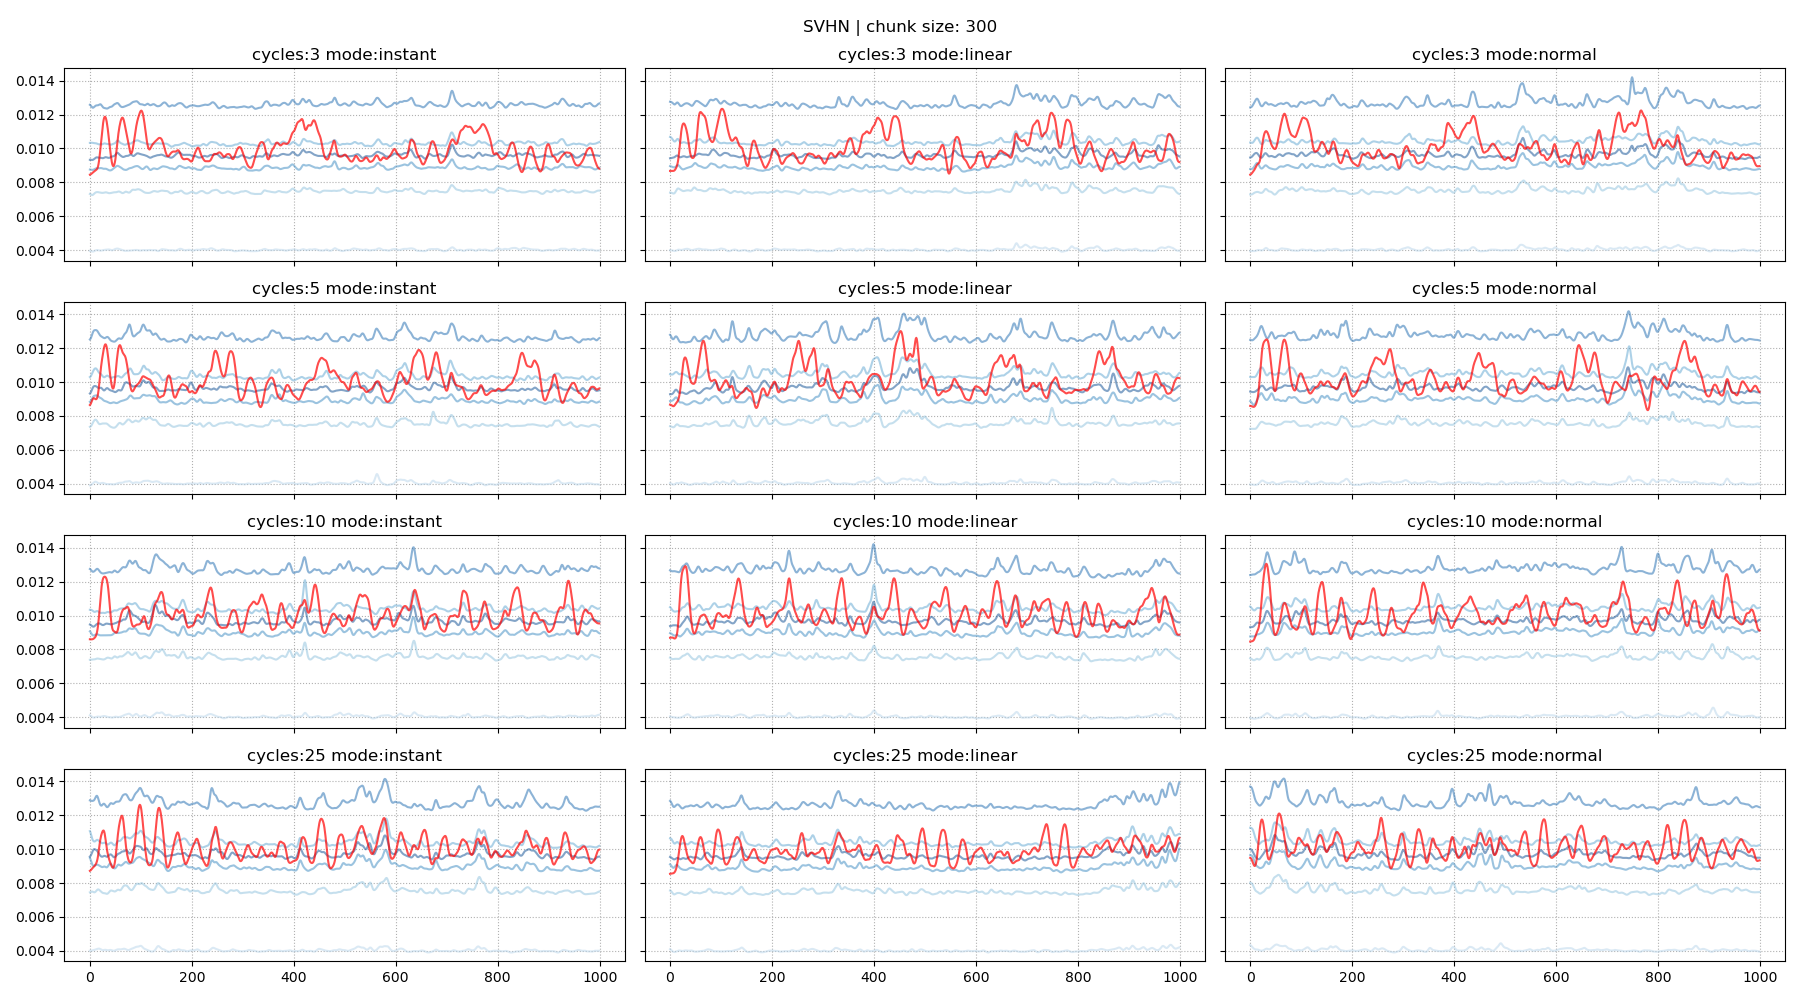 SVHN | chunk size: 300
cycles:3 mode:instant
cycles:3 mode:linear
cycles:3 mode:normal
0.014
0.012
0.010
0.008
0.006
0.004
cycles:5 mode:instant
cycles:5 mode:linear
cycles:5 mode:normal
0.014
0.012
0.010
0.008
0.006
0.004
cycles:10 mode:instant
cycles:10 mode:linear
cycles:10 mode:normal
0.014
0.012
0.010
0.008
0.006
0.004
cycles:25 mode:instant
cycles:25 mode:linear
cycles:25 mode:normal
0.014
0.012
0.010
0.008
0.006
0.004
0 200 400 600 800 1000
0 200 400 600 800 1000
0 200 400 600 800 1000